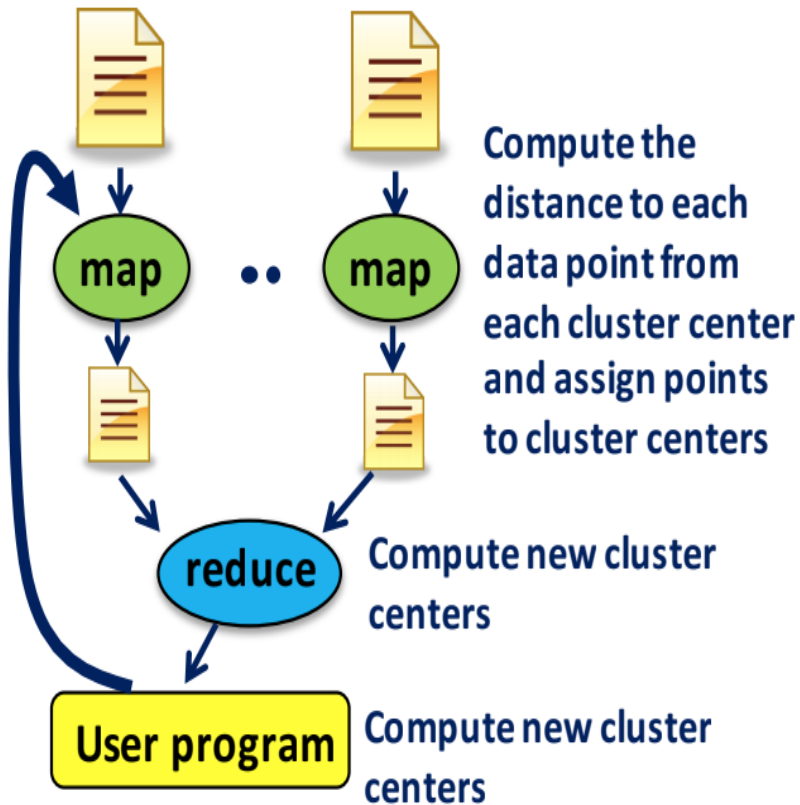 Compute the
distance to each
data point from
each cluster center
and assign points
to cluster centers
map
map
reduce
Compute new cluster
centers
User program
Compute new cluster
centers